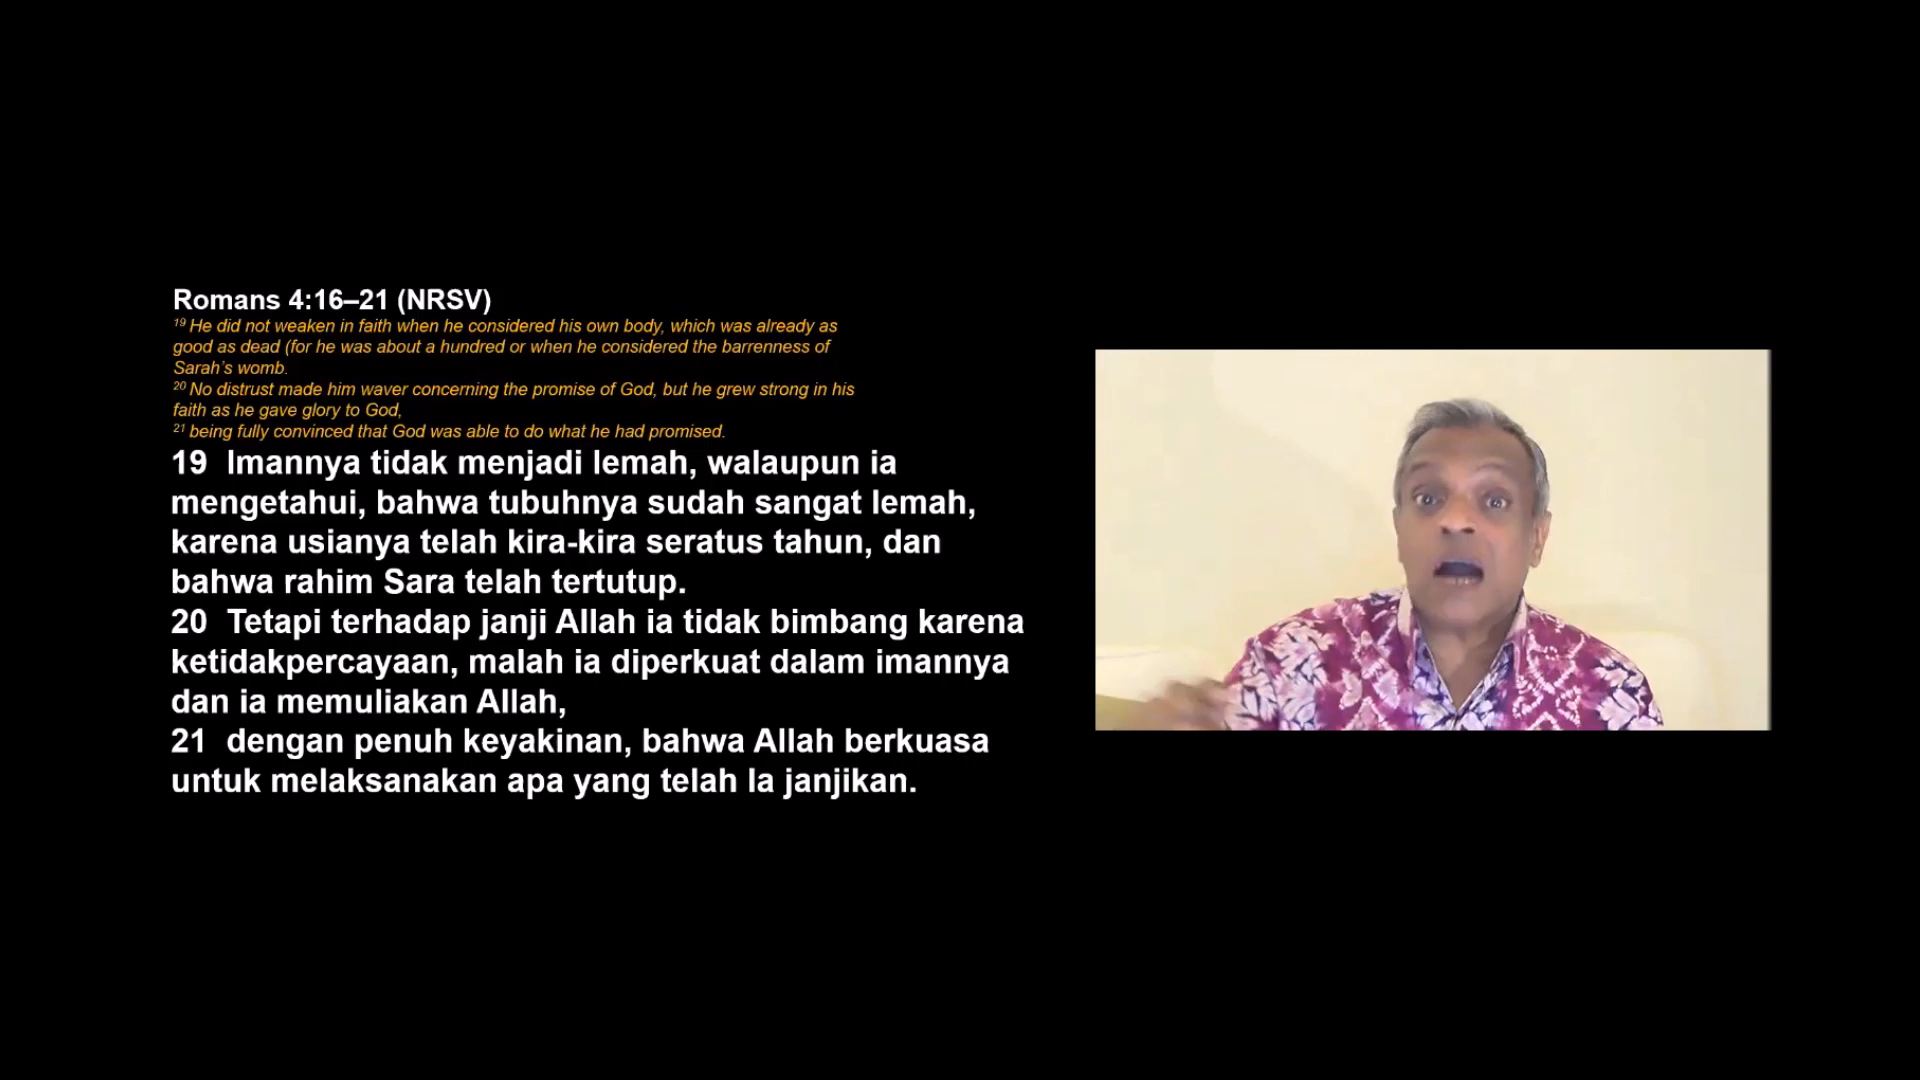 Romans 4:16–21 (NRSV)
19 He did not weaken in faith when he considered his own body, which was already as
good as dead (for he was about a hundred or when he considered the barrenness of
Sarah’s womb.
20 No distrust made him waver concerning the promise of God, but he grew strong in his
faith as he gave glory to God,
21 being fully convinced that God was able to do what he had promised.
19 Imannya tidak menjadi lemah, walaupun ia
mengetahui, bahwa tubuhnya sudah sangat lemah,
karena usianya telah kira-kira seratus tahun, dan
bahwa rahim Sara telah tertutup.
20 Tetapi terhadap janji Allah ia tidak bimbang karena
ketidakpercayaan, malah ia diperkuat dalam imannya
dan ia memuliakan Allah,
21 dengan penuh keyakinan, bahwa Allah berkuasa
untuk melaksanakan apa yang telah Ia janjikan.